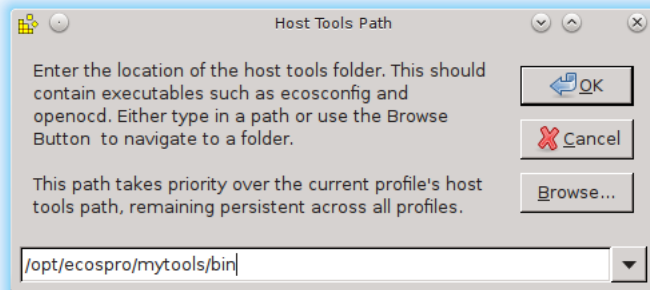 Host Tools Path
Enter the location of the host tools folder. This should
contain executables such as ecosconfig and
openocd. Either type in a path or use the Browse
Button  to navigate to a folder.
This path takes priority over the current profile's host
tools path, remaining persistent across all profiles.
OK
Cancel
Browse...
/opt/ecospro/mytools/bin